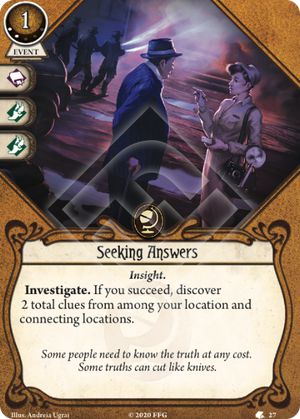 1
EVENT
Seeking Answers
Insight.
Investigate. If you succeed, discover
2 total clues from among your location and
connecting locations.
Some people need to know the truth at any cost.
Some truths can cut like knives.
Illus. Andreia Ugrai
© 2020 FFG
27